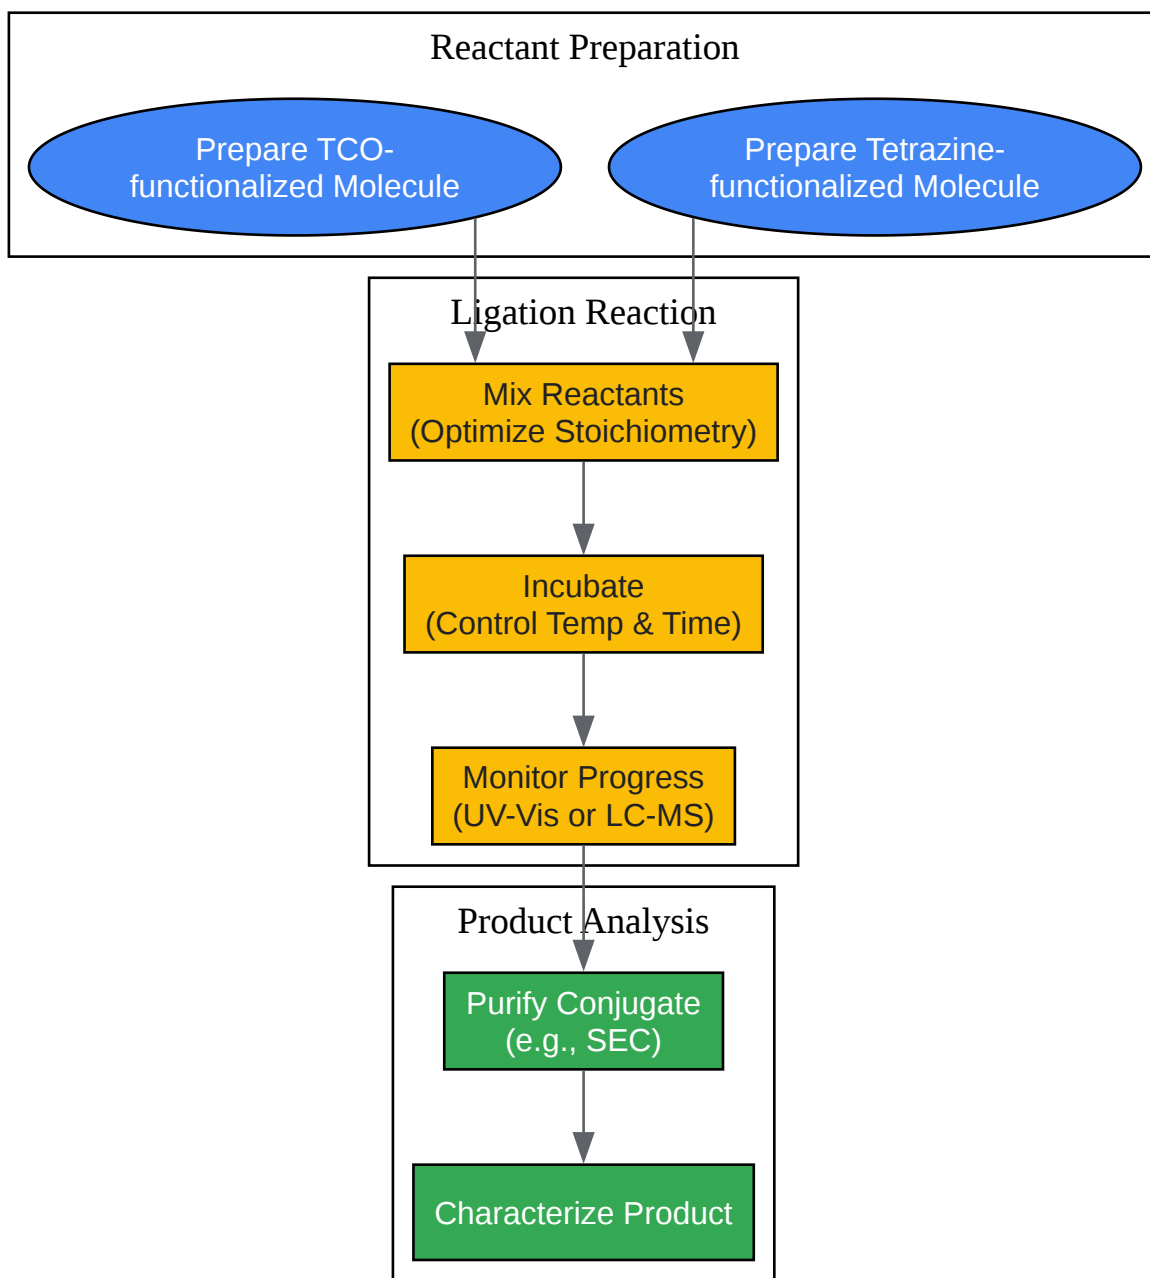 Reactant Preparation
Prepare TCO-
functionalized Molecule
Prepare Tetrazine-
functionalized Molecule
Ligation Reaction
Mix Reactants
(Optimize Stoichiometry)
Incubate
(Control Temp & Time)
Monitor Progress
(UV-Vis or LC-MS)
Product Analysis
Purify Conjugate
(e.g., SEC)
Characterize Product